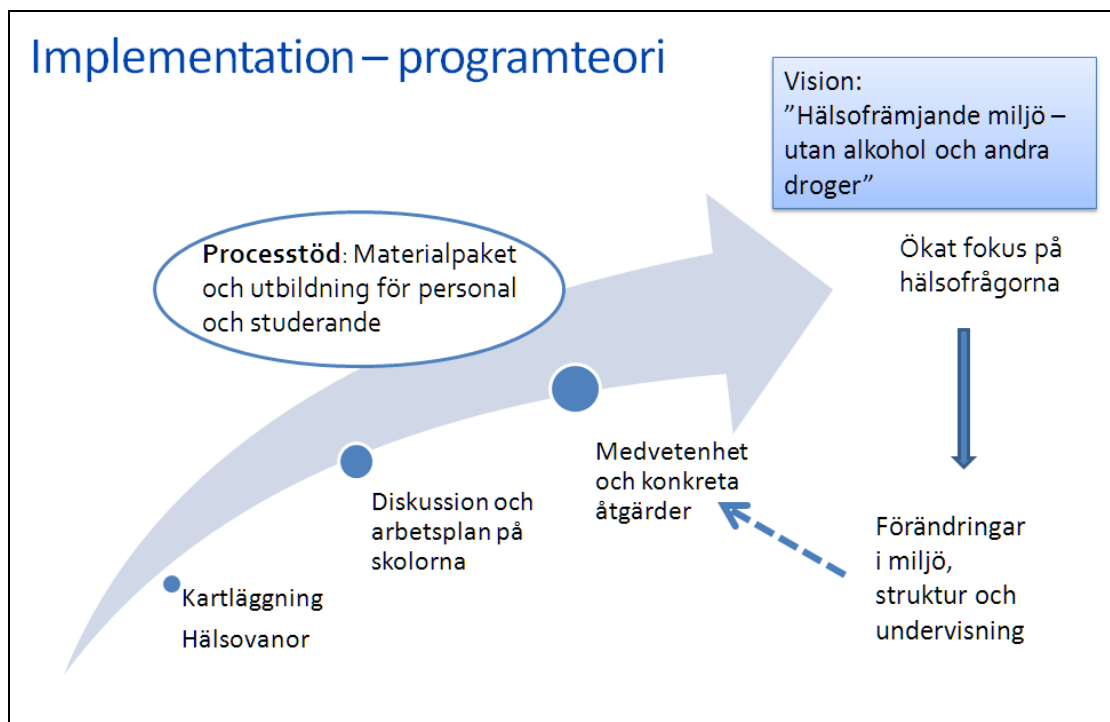 Implementation – programteori
Vision:
”Hälsofrämjande miljö –
utan alkohol och andra
droger”
Processtöd: Materialpaket
och utbildning för personal
och studerande
Ökat fokus på
hälsofrågorna
Medvetenhet
och konkreta
åtgärder
Diskussion och
arbetsplan på
skolorna
Förändringar
i miljö,
struktur och
undervisning
Kartläggning
Hälsovanor